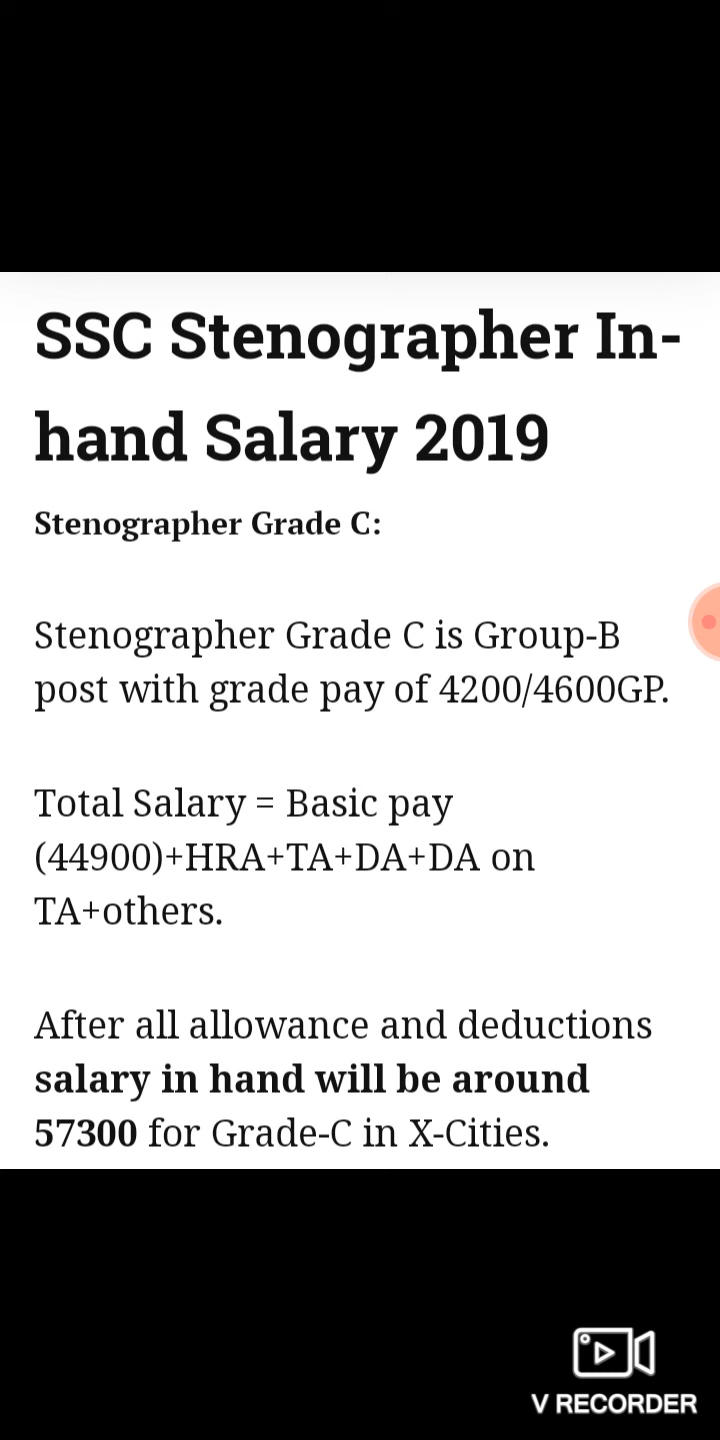 SSC Stenographer In-
hand Salary 2019
Stenographer Grade C:
Stenographer Grade C is Group-B
post with grade pay of 4200/4600GP.
Total Salary = Basic pay
(44900)+HRA+TA+DA+DA on
TA+others.
After all allowance and deductions
salary in hand will be around
57300 for Grade-C in X-Cities.
V RECORDER